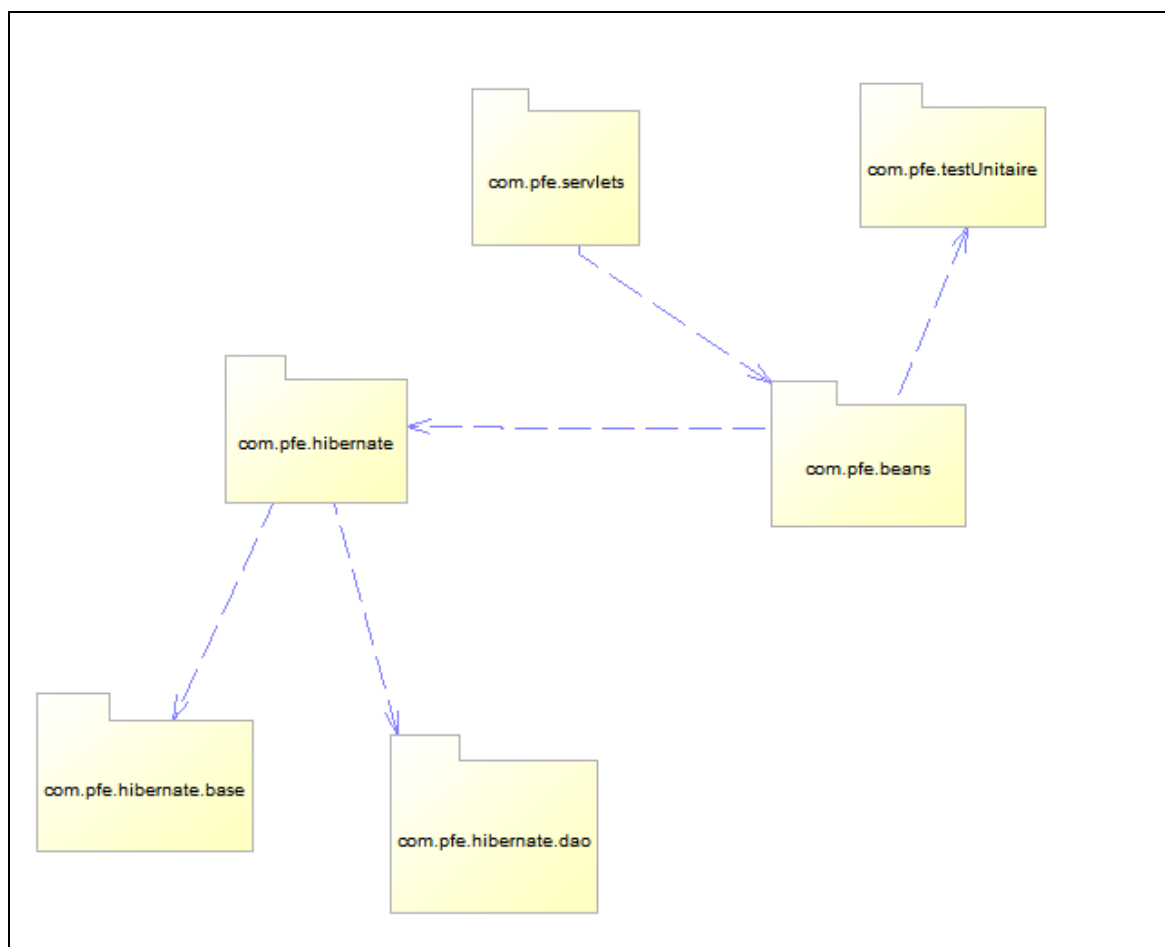 com.pfe.servlets
com.pfe.testUnitaire
com.pfe.hibernate
com.pfe.beans
com.pfe.hibernate.base
com.pfe.hibernate.dao